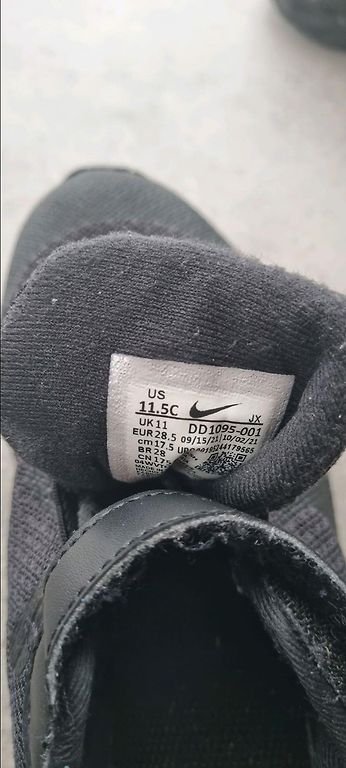 US
11.5C
JX
UK 11 DD1095-001
EUR 28.5 09/15/21 10/02/21
cm 17.5
BR 28
CN